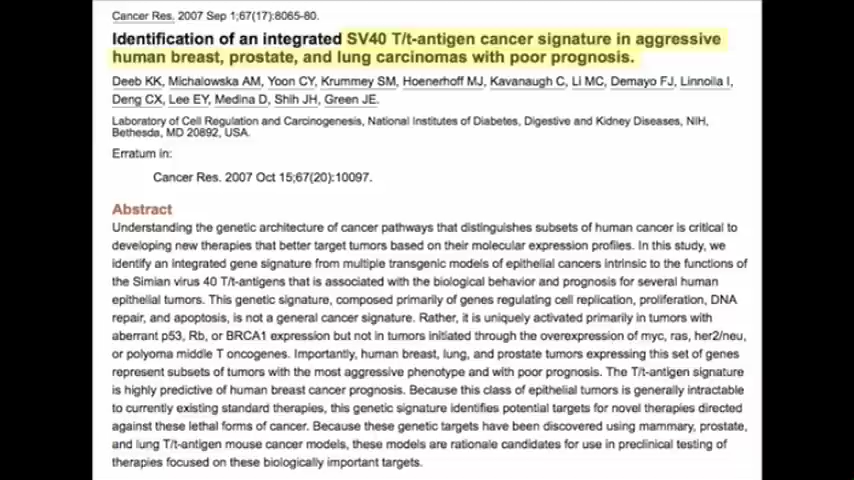 Cancer Res. 2007 Sep 1;67(17):8065-80.
Identification of an integrated SV40 T/t-antigen cancer signature in aggressive
human breast, prostate, and lung carcinomas with poor prognosis.
Deeb KK, Michalowska AM, Yoon CY, Krummey SM, Hoenerhoff MJ, Kavanaugh C, Li MC, Demayo FJ, Linnoila I,
Deng CX, Lee EY, Medina D, Shih JH, Green JE.
Laboratory of Cell Regulation and Carcinogenesis, National Institutes of Diabetes, Digestive and Kidney Diseases, NIH,
Bethesda, MD 20892, USA.
Erratum in:
Cancer Res. 2007 Oct 15;67(20):10097.
Abstract
Understanding the genetic architecture of cancer pathways that distinguishes subsets of human cancer is critical to
developing new therapies that better target tumors based on their molecular expression profiles. In this study, we
identify an integrated gene signature from multiple transgenic models of epithelial cancers intrinsic to the functions of
the Simian virus 40 T/t-antigens that is associated with the biological behavior and prognosis for several human
epithelial tumors. This genetic signature, composed primarily of genes regulating cell replication, proliferation, DNA
repair, and apoptosis, is not a general cancer signature. Rather, it is uniquely activated primarily in tumors with
aberrant p53, Rb, or BRCA1 expression but not in tumors initiated through the overexpression of myc, ras, her2/neu,
or polyoma middle T oncogenes. Importantly, human breast, lung, and prostate tumors expressing this set of genes
represent subsets of tumors with the most aggressive phenotype and with poor prognosis. The T/t-antigen signature
is highly predictive of human breast cancer prognosis. Because this class of epithelial tumors is generally intractable
to currently existing standard therapies, this genetic signature identifies potential targets for novel therapies directed
against these lethal forms of cancer. Because these genetic targets have been discovered using mammary, prostate,
and lung T/t-antigen mouse cancer models, these models are rationale candidates for use in preclinical testing of
therapies focused on these biologically important targets.